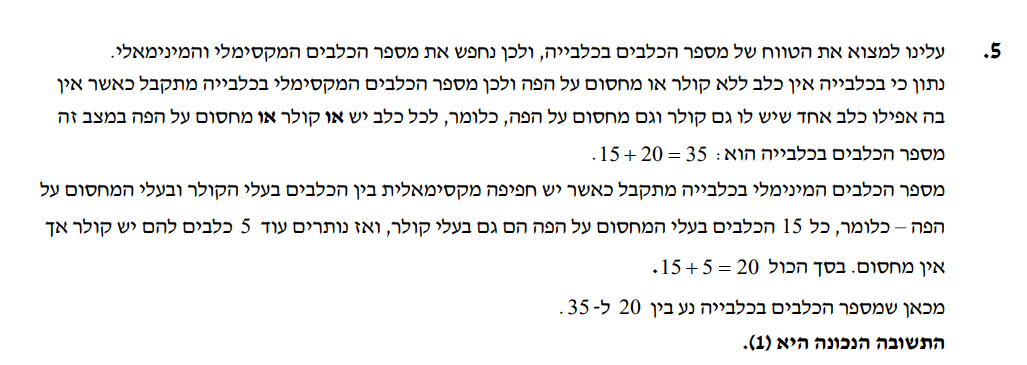 5. עלינו למצוא את הטווח של מספר הכלבים בכלבייה, ולכן נחפש את מספר הכלבים המקסימלי והמינימאלי.
נתון כי בכלבייה אין כלב ללא קולר או מחסום על הפה ולכן מספר הכלבים המקסימלי בכלבייה מתקבל כאשר אין
בה אפילו כלב אחד שיש לו גם קולר וגם מחסום על הפה, כלומר, לכל כלב יש או קולר או מחסום על הפה במצב זה
מספר הכלבים בכלבייה הוא: 15 + 20 = 35.
מספר הכלבים המינימלי בכלבייה מתקבל כאשר יש חפיפה מקסימאלית בין הכלבים בעלי הקולר ובעלי המחסום על
הפה – כלומר, כל 15 הכלבים בעלי המחסום על הפה הם גם בעלי קולר, ואז נותרים עוד 5 כלבים להם יש קולר אך
אין מחסום. בסך הכול 15 + 5 = 20.
מכאן שמספר הכלבים בכלבייה נע בין 20 ל-35.
התשובה הנכונה היא (1).